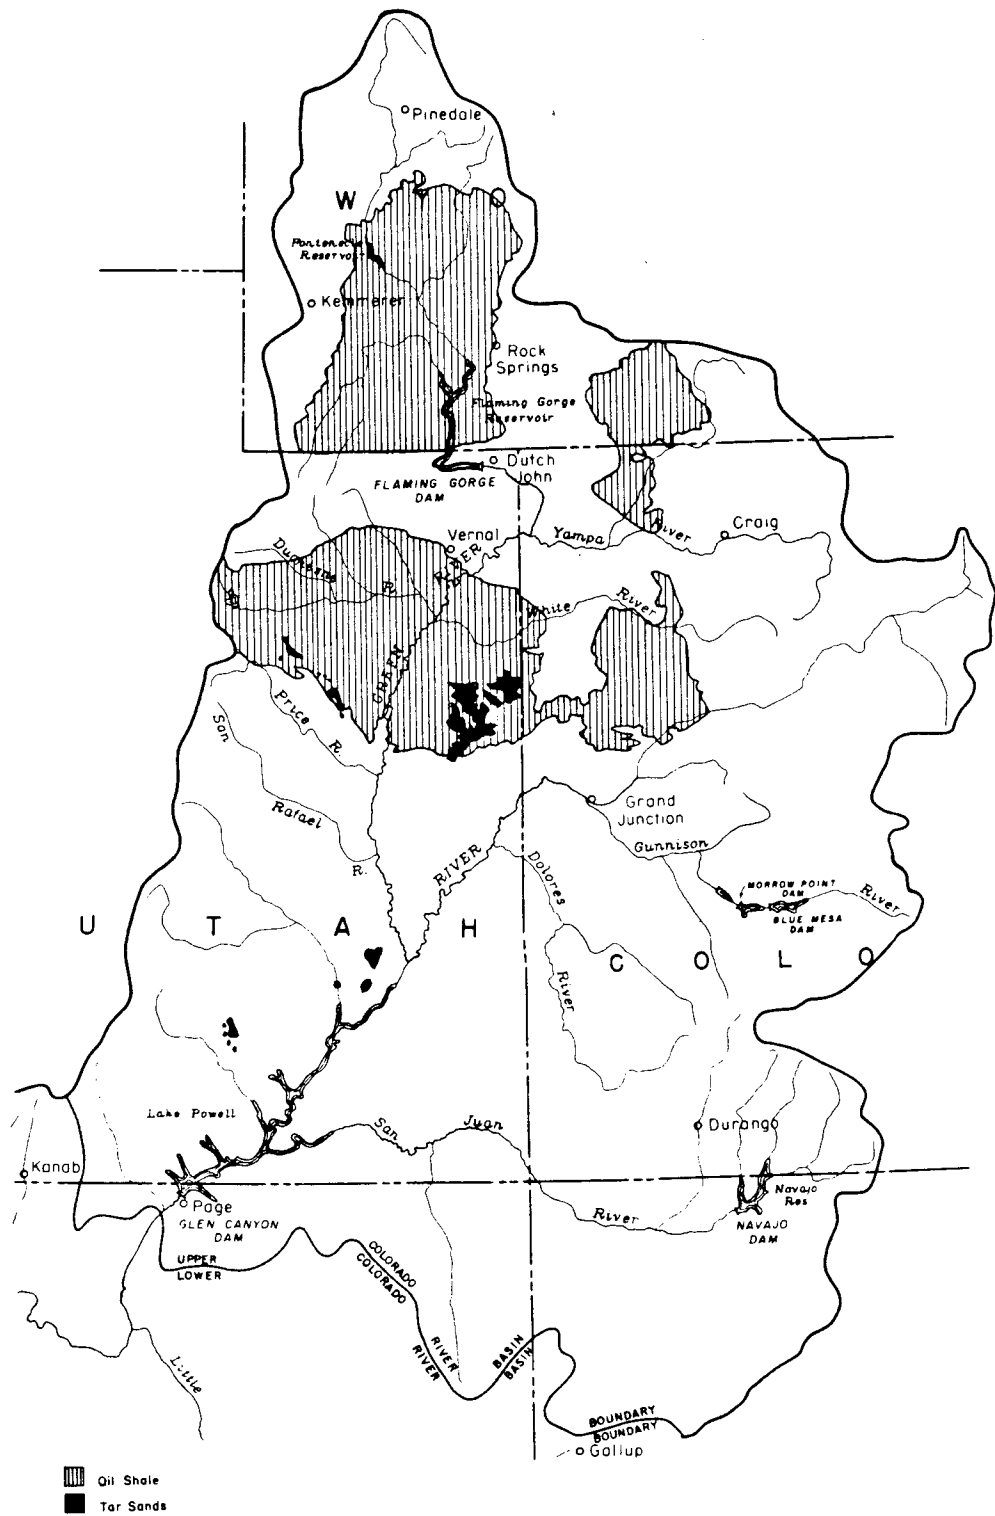 Pinedale
W O
Fontenelle
Reservoir
Kemmerer
Rock
Springs
Flaming Gorge
Reservoir
Dutch
John
FLAMING GORGE
DAM
Vernal
Yampa River
Craig
Duchesne R.
GREEN RIVER
White River
Price R.
San Rafael R.
Grand
Junction
Gunnison River
RIVER
Dolores River
MORROW POINT
DAM
BLUE MESA
DAM
U T A H
C O L O
Lake Powell
San Juan River
Durango
Kanab
Page
GLEN CANYON
DAM
Navajo
Res
NAVAJO
DAM
UPPER COLORADO RIVER BASIN BOUNDARY
LOWER COLORADO RIVER BASIN BOUNDARY
Little
Gallup
Oil Shale
Tar Sands